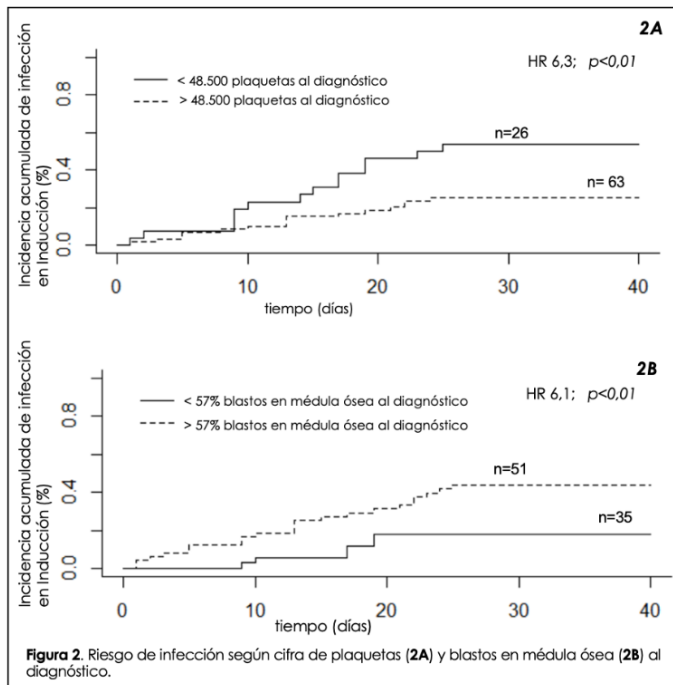 2A
HR 6,3; p<0,01
< 48.500 plaquetas al diagnóstico
> 48.500 plaquetas al diagnóstico
Incidencia acumulada de infección
en Inducción (%)
0.8
0.4
0.0
n=26
n= 63
0 10 20 30 40
tiempo (días)
2B
HR 6,1; p<0,01
< 57% blastos en médula ósea al diagnóstico
> 57% blastos en médula ósea al diagnóstico
Incidencia acumulada de infección
en Inducción (%)
0.8
0.4
0.0
n=51
n=35
0 10 20 30 40
tiempo (días)
Figura 2. Riesgo de infección según cifra de plaquetas (2A) y blastos en médula ósea (2B) al
diagnóstico.